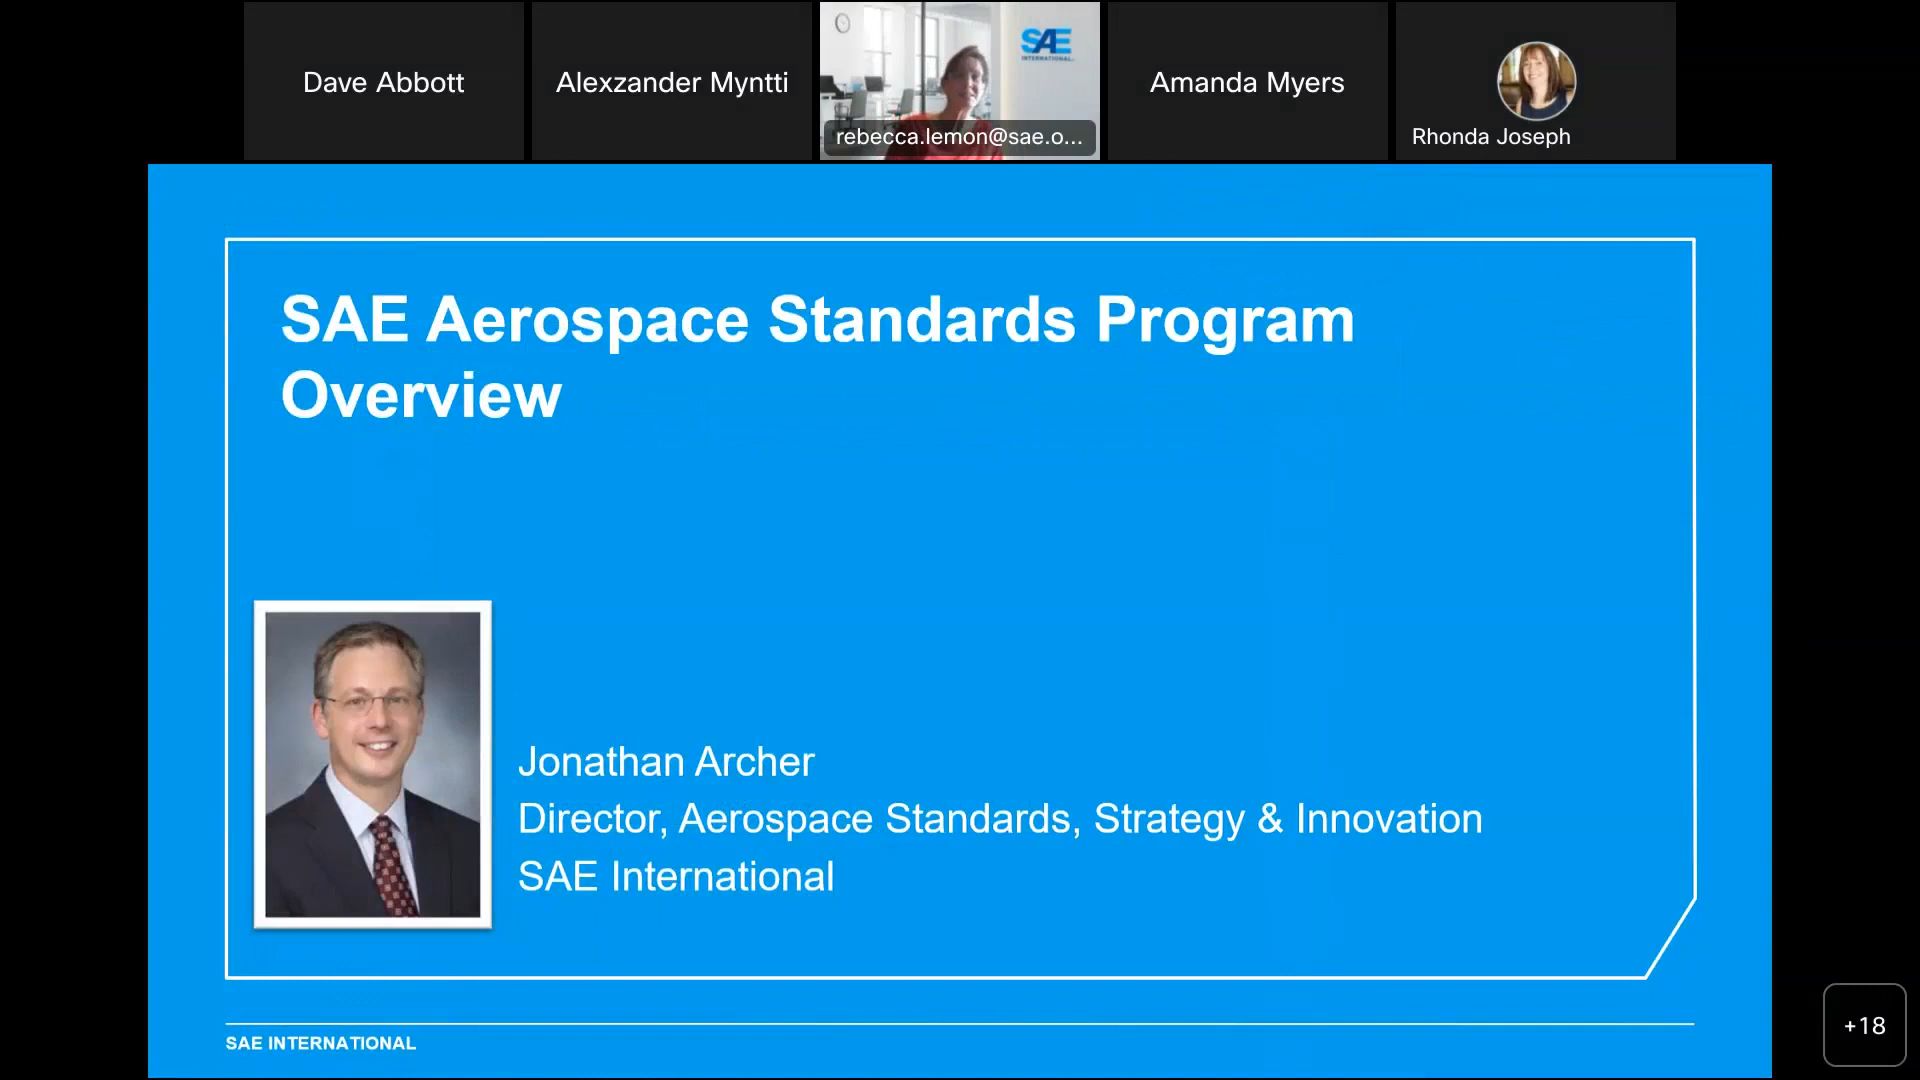 Dave Abbott
Alexzander Myntti
SAE
INTERNATIONAL
rebecca.lemon@sae.o...
Amanda Myers
Rhonda Joseph
SAE Aerospace Standards Program
Overview
Jonathan Archer
Director, Aerospace Standards, Strategy & Innovation
SAE International
SAE INTERNATIONAL
+18